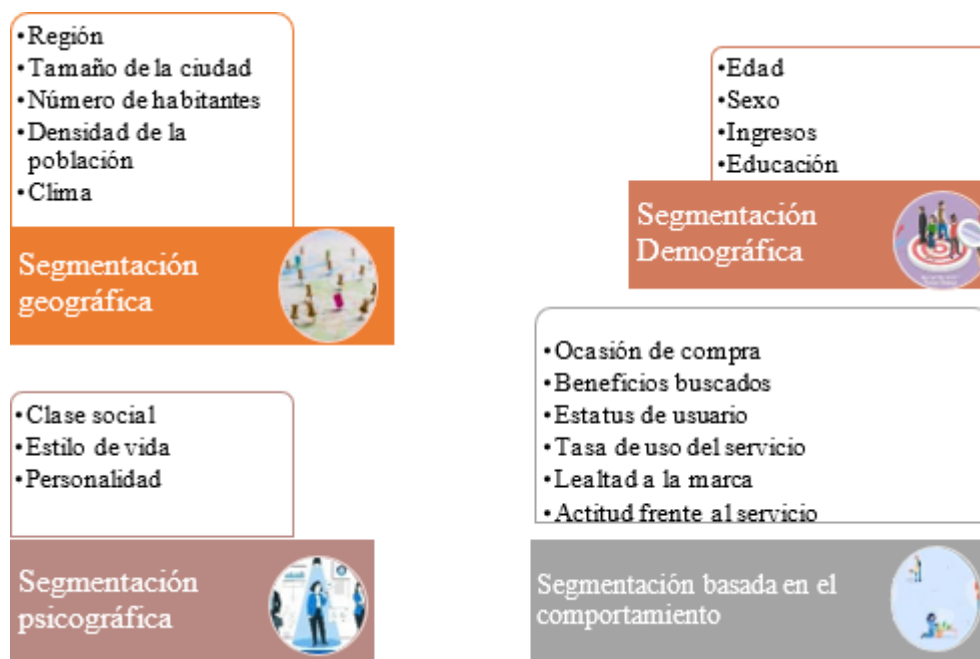 •Región
•Tamaño de la ciudad
•Número de habitantes
•Densidad de la
población
•Clima
Segmentación
geográfica
•Edad
•Sexo
•Ingresos
•Educación
Segmentación
Demográfica
•Clase social
•Estilo de vida
•Personalidad
Segmentación
psicográfica
•Ocasión de compra
•Beneficios buscados
•Estatus de usuario
•Tasa de uso del servicio
•Lealtad a la marca
•Actitud frente al servicio
Segmentación basada en el
comportamiento